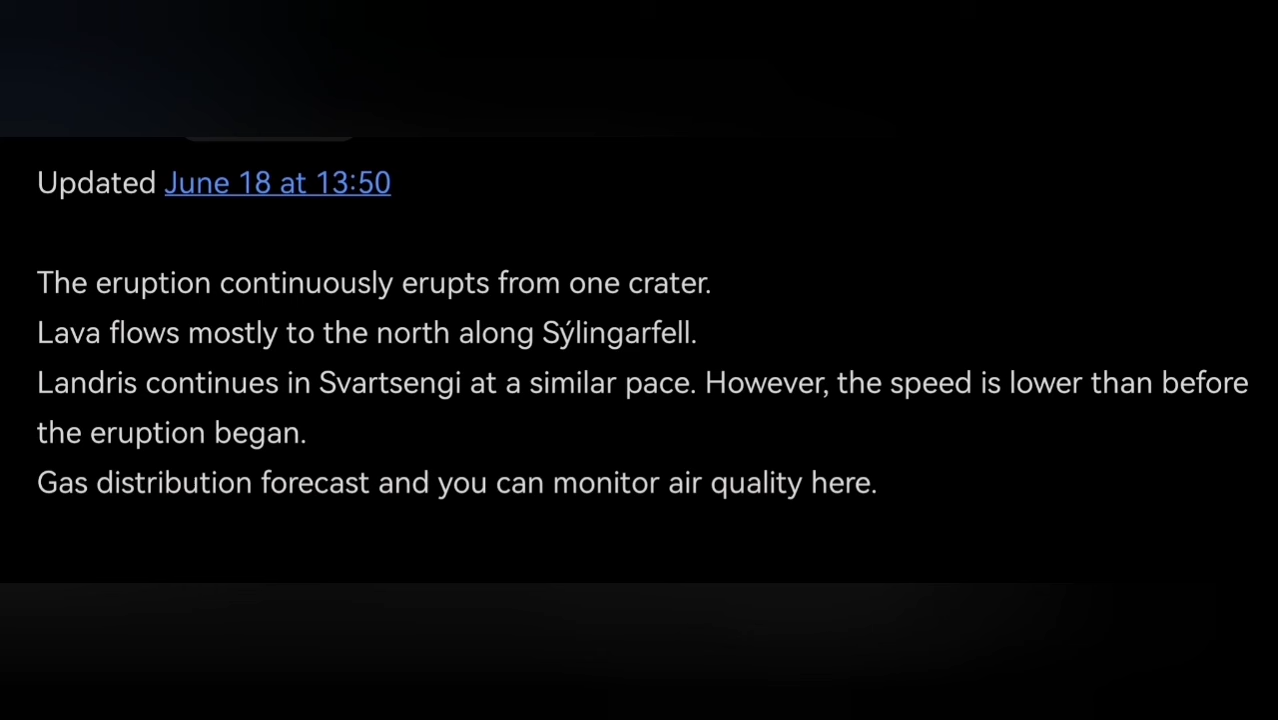 Updated June 18 at 13:50
The eruption continuously erupts from one crater.
Lava flows mostly to the north along Sýlingarfell.
Landris continues in Svartsengi at a similar pace. However, the speed is lower than before
the eruption began.
Gas distribution forecast and you can monitor air quality here.